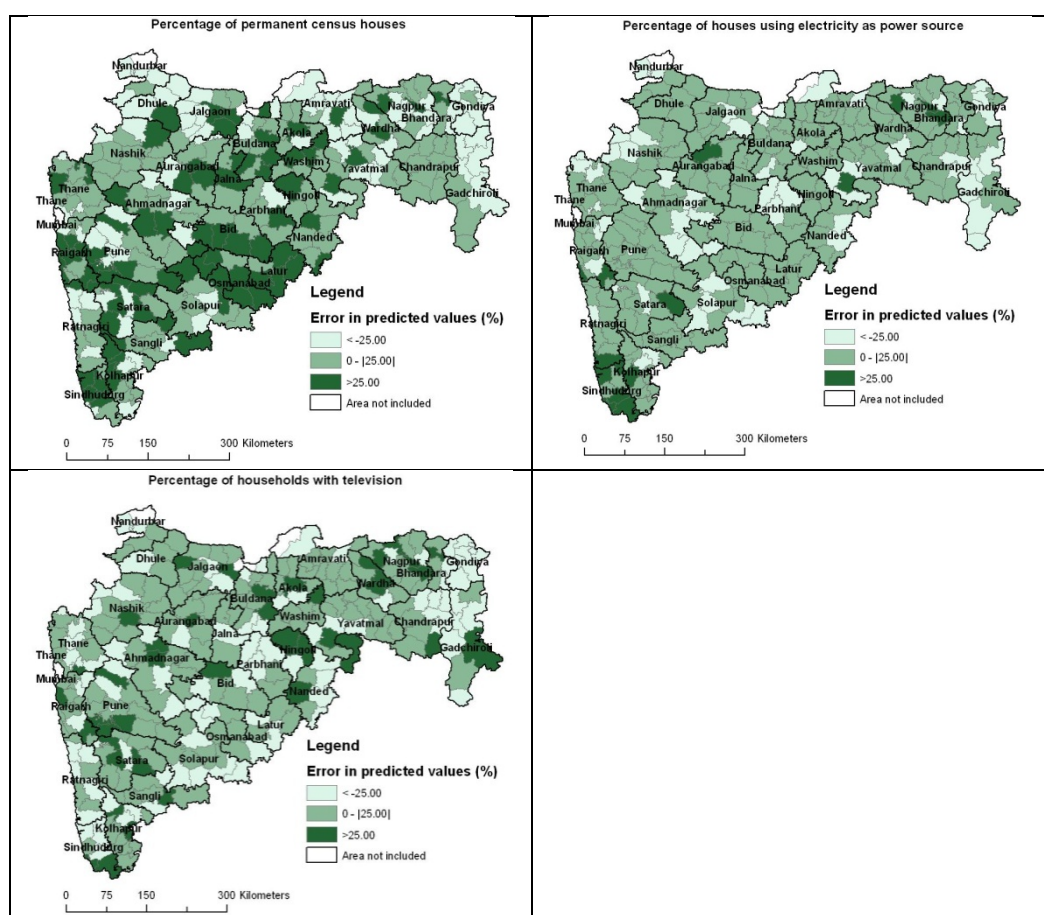 Percentage of permanent census houses
Nandurbar
Dhule
Jalgaon
Amravati
Nagpur
Gondiya
Bhandara
Akola
Wardha
Buldana
Nashik
Washim
Aurangabad
Yavatmal
Chandrapur
Jalna
Hingoli
Gadchiroli
Thane
Ahmadnagar
Parbhani
Thane
Mumbai
Bid
Nanded
Raigarh
Pune
Latur
Osmanabad
Legend
Satara
Solapur
Error in predicted values (%)
Ratnagiri
< -25.00
Sangli
0 - |25.00|
Kolhapur
>25.00
Sindhudurg
Area not included
0 75 150 300 Kilometers
Percentage of houses using electricity as power source
Nandurbar
Dhule
Jalgaon
Amravati
Nagpur
Gondiya
Bhandara
Akola
Wardha
Buldana
Nashik
Washim
Aurangabad
Yavatmal
Chandrapur
Jalna
Hingoli
Gadchiroli
Thane
Ahmadnagar
Parbhani
Thane
Mumbai
Bid
Nanded
Raigarh
Pune
Latur
Osmanabad
Legend
Satara
Solapur
Error in predicted values (%)
Ratnagiri
< -25.00
Sangli
0 - |25.00|
Kolhapur
>25.00
Sindhudurg
Area not included
0 75 150 300 Kilometers
Percentage of households with television
Nandurbar
Dhule
Jalgaon
Amravati
Nagpur
Gondiya
Bhandara
Akola
Wardha
Buldana
Nashik
Washim
Aurangabad
Yavatmal
Chandrapur
Jalna
Hingoli
Gadchiroli
Thane
Ahmadnagar
Parbhani
Thane
Mumbai
Bid
Nanded
Raigarh
Pune
Latur
Osmanabad
Legend
Satara
Solapur
Error in predicted values (%)
Ratnagiri
< -25.00
Sangli
0 - |25.00|
Kolhapur
>25.00
Sindhudurg
Area not included
0 75 150 300 Kilometers